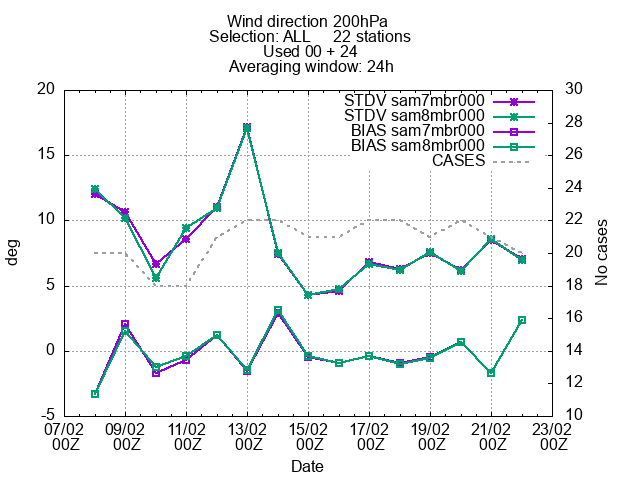 Wind direction 200hPa
Selection: ALL     22 stations
Used 00 + 24
Averaging window: 24h
STDV sam7mbr000
STDV sam8mbr000
BIAS sam7mbr000
BIAS sam8mbr000
CASES
20
15
10
5
0
-5
deg
30
28
26
24
22
20
18
16
14
12
10
No cases
07/02 09/02 11/02 13/02 15/02 17/02 19/02 21/02 23/02
00Z 00Z 00Z 00Z 00Z 00Z 00Z 00Z 00Z
Date